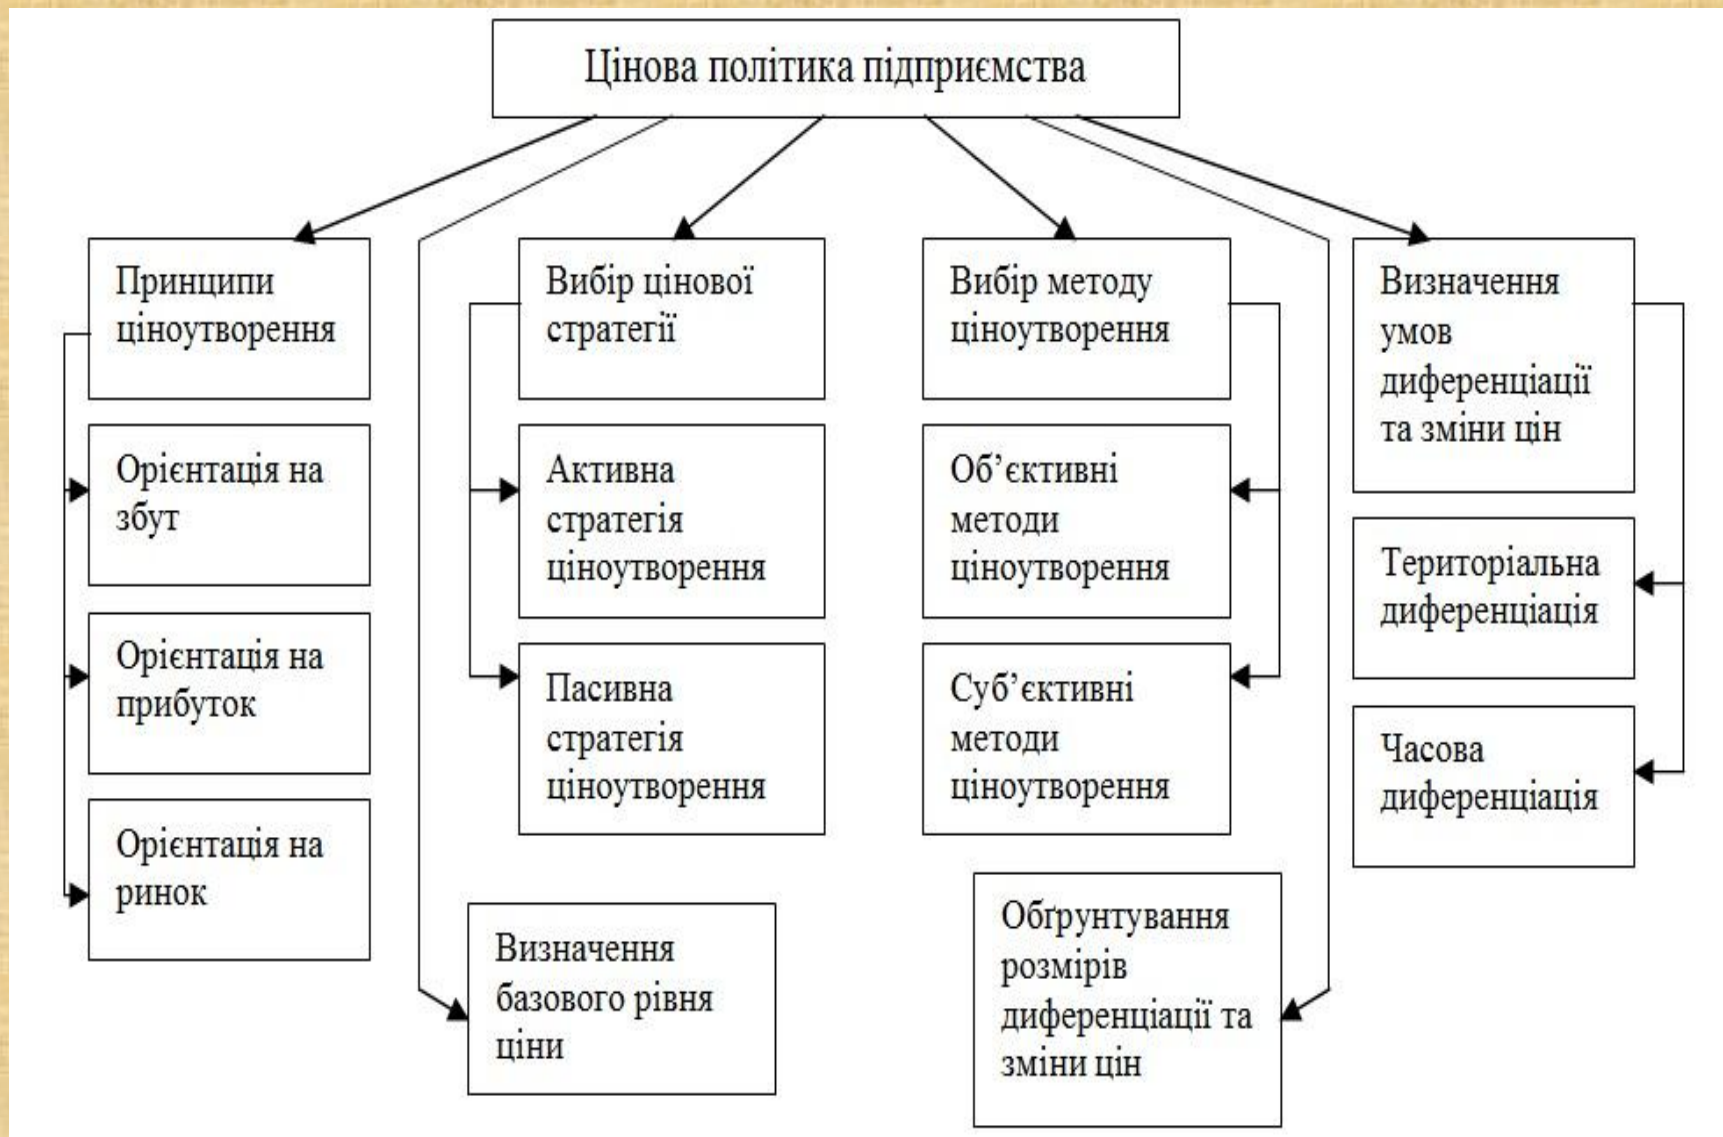 Цінова політика підприємства
Принципи
ціноутворення
Орієнтація на
збут
Орієнтація на
прибуток
Орієнтація на
ринок
Вибір цінової
стратегії
Активна
стратегія
ціноутворення
Пасивна
стратегія
ціноутворення
Визначення
базового рівня
ціни
Вибір методу
ціноутворення
Об’єктивні
методи
ціноутворення
Суб’єктивні
методи
ціноутворення
Обґрунтування
розмірів
диференціації та
зміни цін
Визначення
умов
диференціації
та зміни цін
Територіальна
диференціація
Часова
диференціація